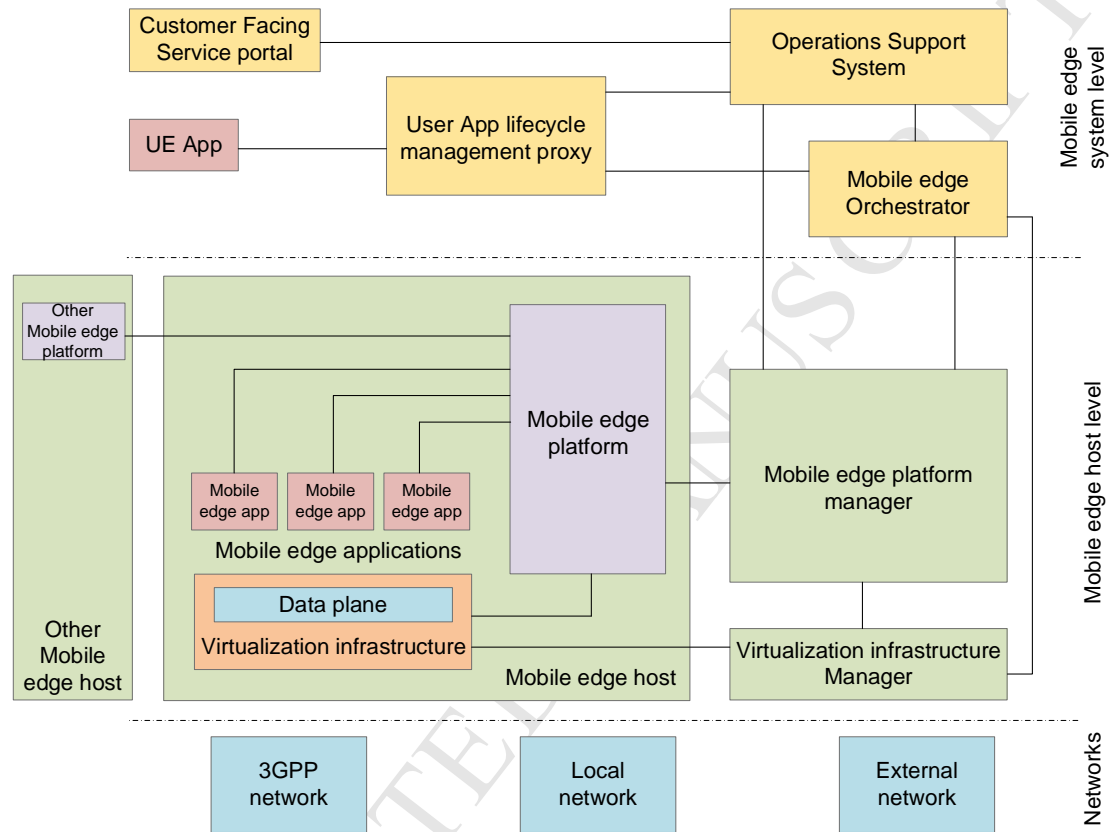 Customer Facing
Service portal
Operations Support
System
User App lifecycle
management proxy
UE App
Mobile edge
Orchestrator
Mobile edge
system level
Other
Mobile edge
platform
Other
Mobile
edge host
Mobile edge
platform
Mobile
edge app
Mobile
edge app
Mobile
edge app
Mobile edge applications
Data plane
Virtualization infrastructure
Mobile edge host
Mobile edge platform
manager
Virtualization infrastructure
Manager
Mobile edge host level
3GPP
network
Local
network
External
network
Networks